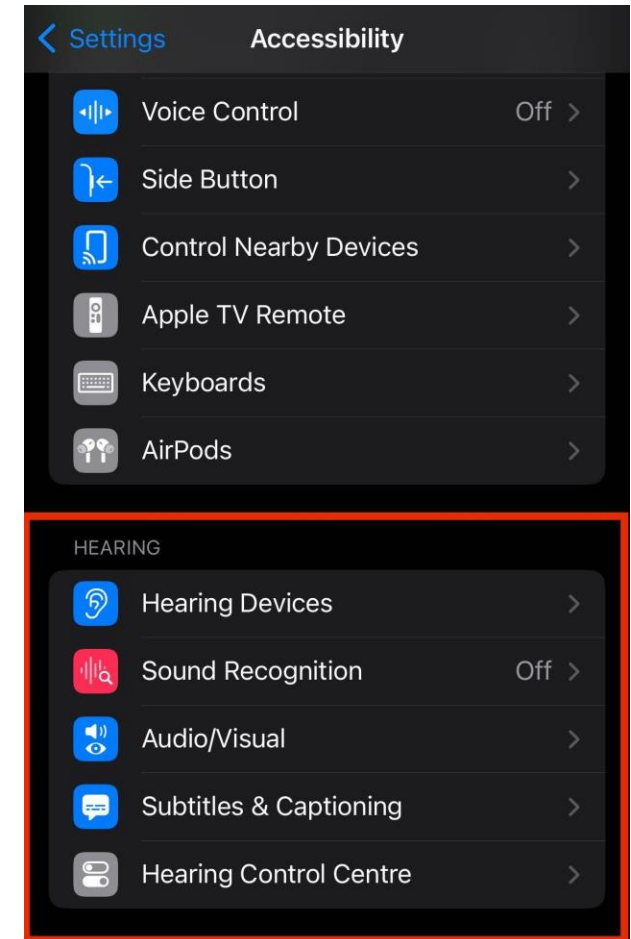 Settings Accessibility
Voice Control Off
Side Button
Control Nearby Devices
Apple TV Remote
Keyboards
AirPods
HEARING
Hearing Devices
Sound Recognition Off
Audio/Visual
Subtitles & Captioning
Hearing Control Centre